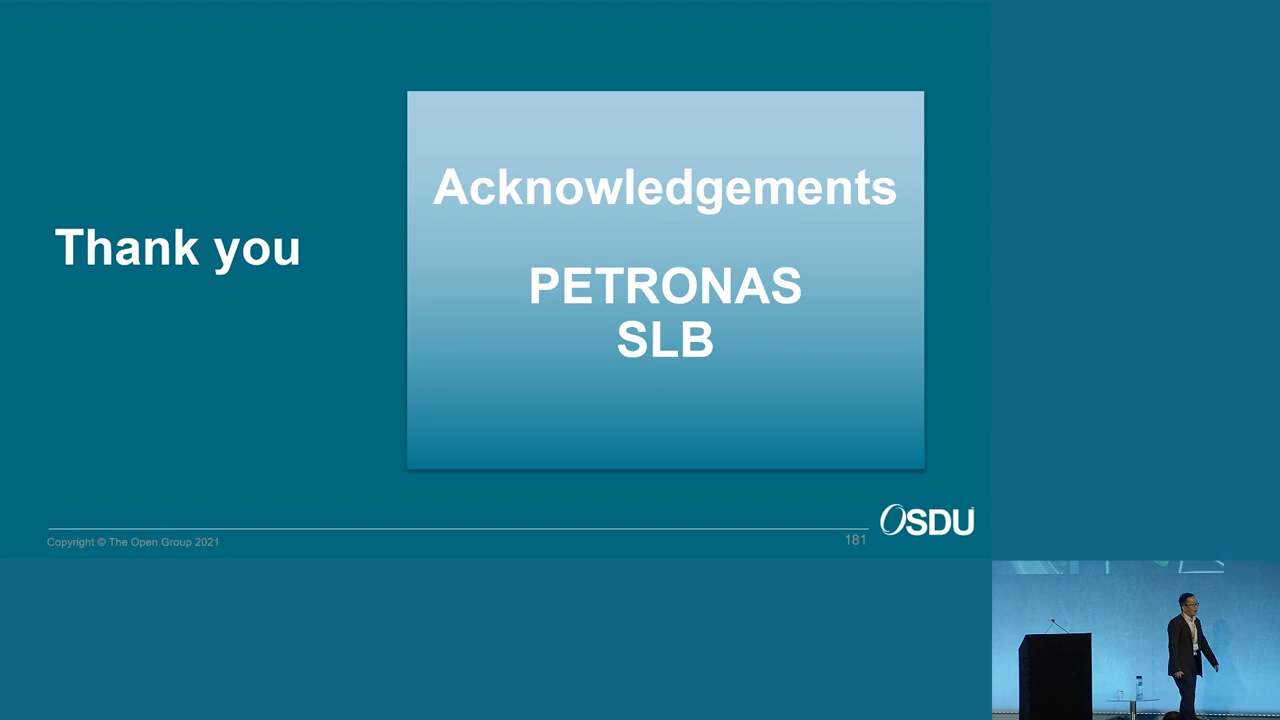 Thank you
Acknowledgements
PETRONAS
SLB
Copyright © The Open Group 2021
181
OSDU